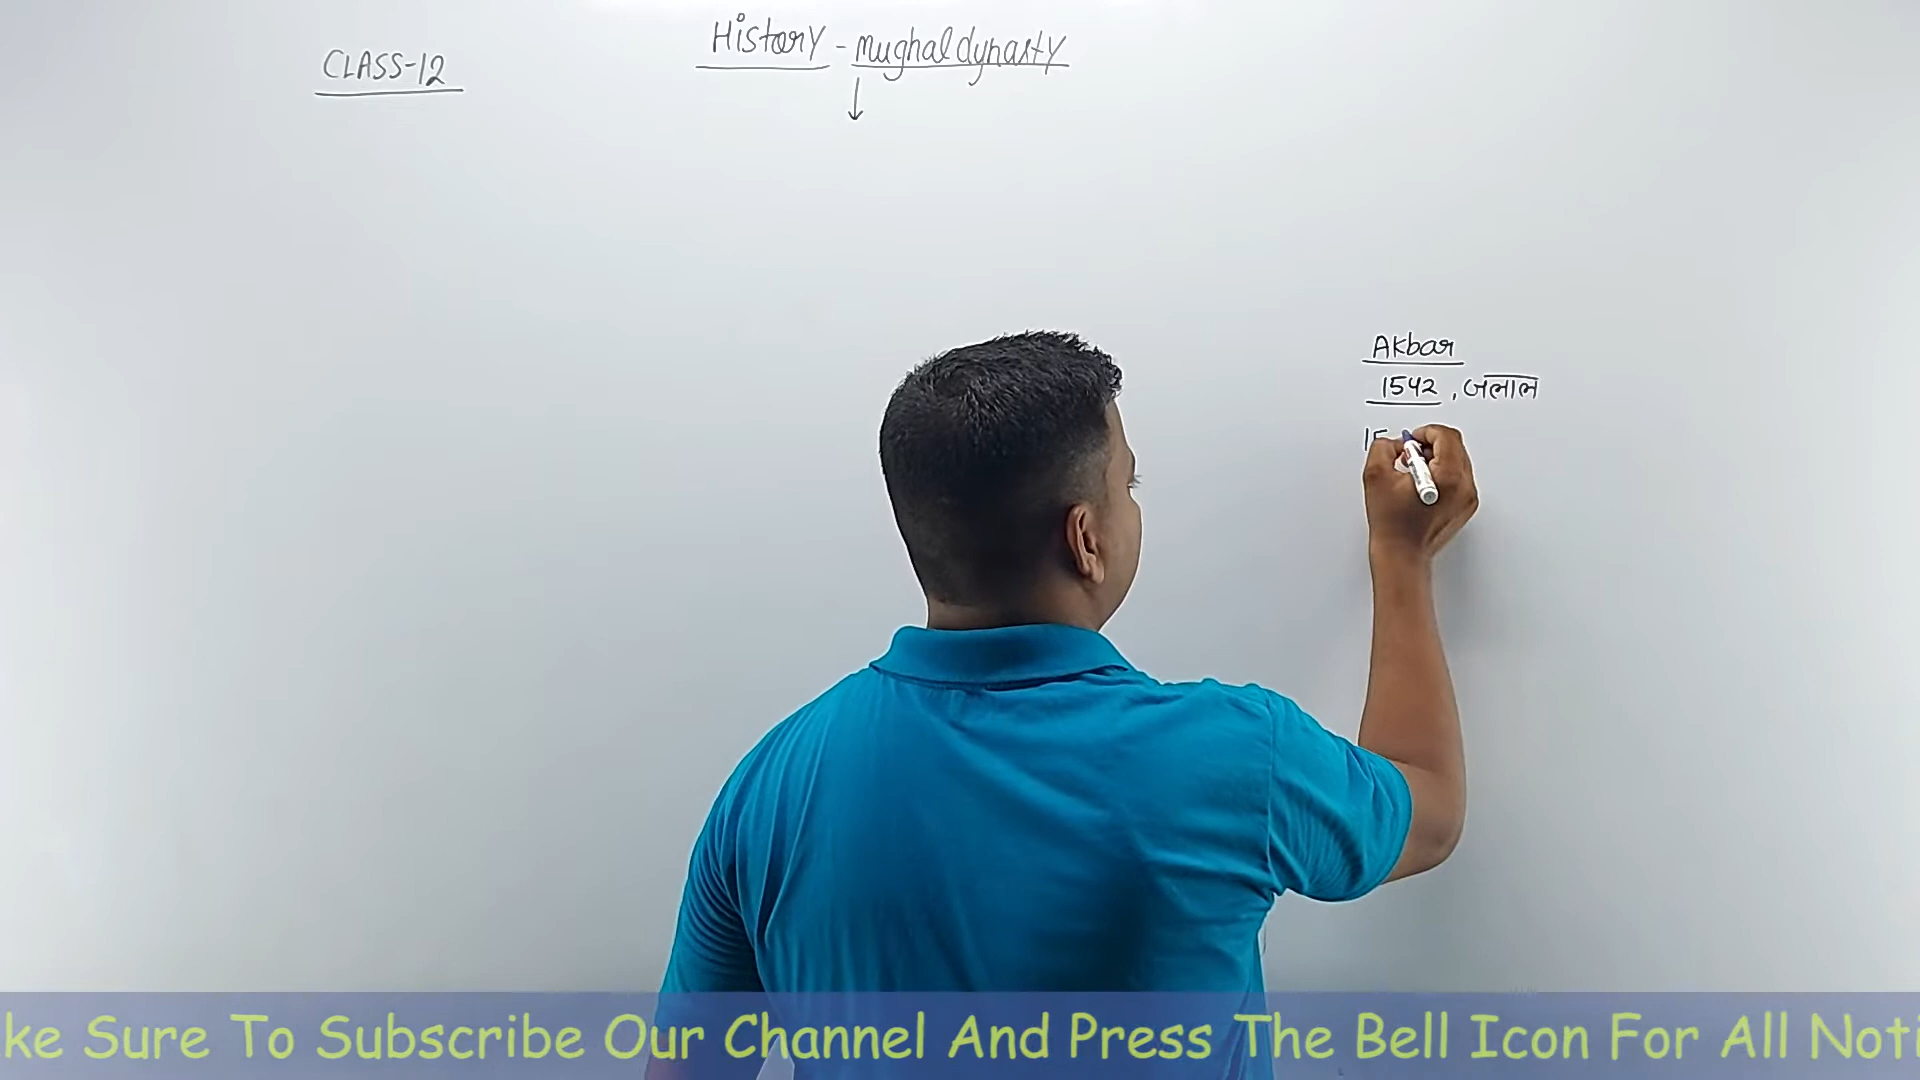 CLASS-12
History - mughal dynasty
Akbar
1542, जलाल
15
ke Sure To Subscribe Our Channel And Press The Bell Icon For All Noti